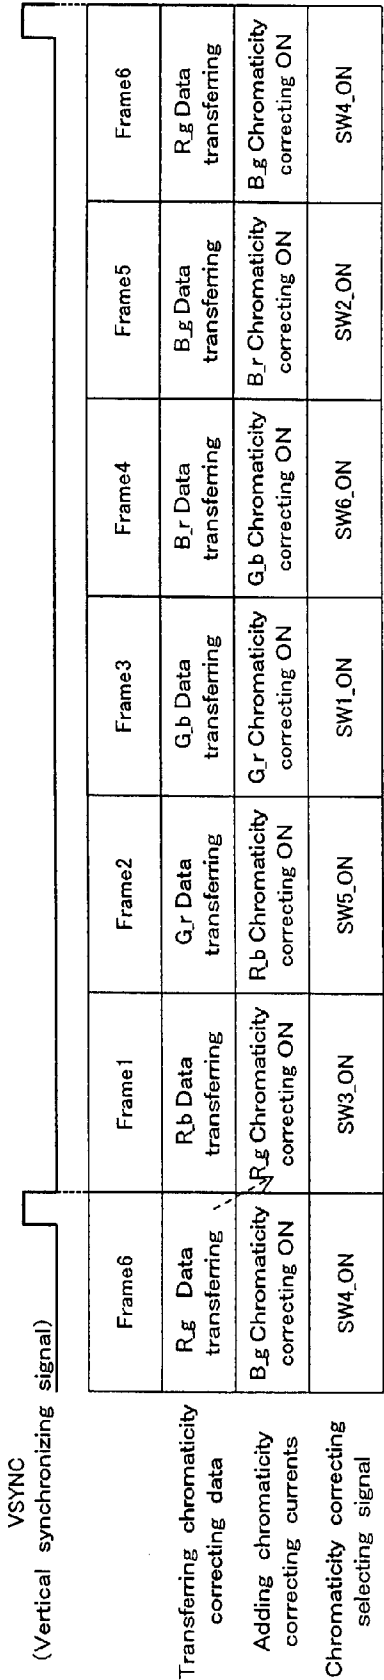 VSYNC
(Vertical synchronizing signal)
Frame6
Frame1
Frame2
Frame3
Frame4
Frame5
Frame6
Transferring chromaticity
correcting data
R_g Data
transferring
R_b Data
transferring
G_r Data
transferring
G_b Data
transferring
B_r Data
transferring
B_g Data
transferring
R_g Data
transferring
Adding chromaticity
correcting currents
B_g Chromaticity
correcting ON
R_g Chromaticity
correcting ON
R_b Chromaticity
correcting ON
G_r Chromaticity
correcting ON
G_b Chromaticity
correcting ON
B_r Chromaticity
correcting ON
B_g Chromaticity
correcting ON
Chromaticity correcting
selecting signal
SW4_ON
SW3_ON
SW5_ON
SW1_ON
SW6_ON
SW2_ON
SW4_ON